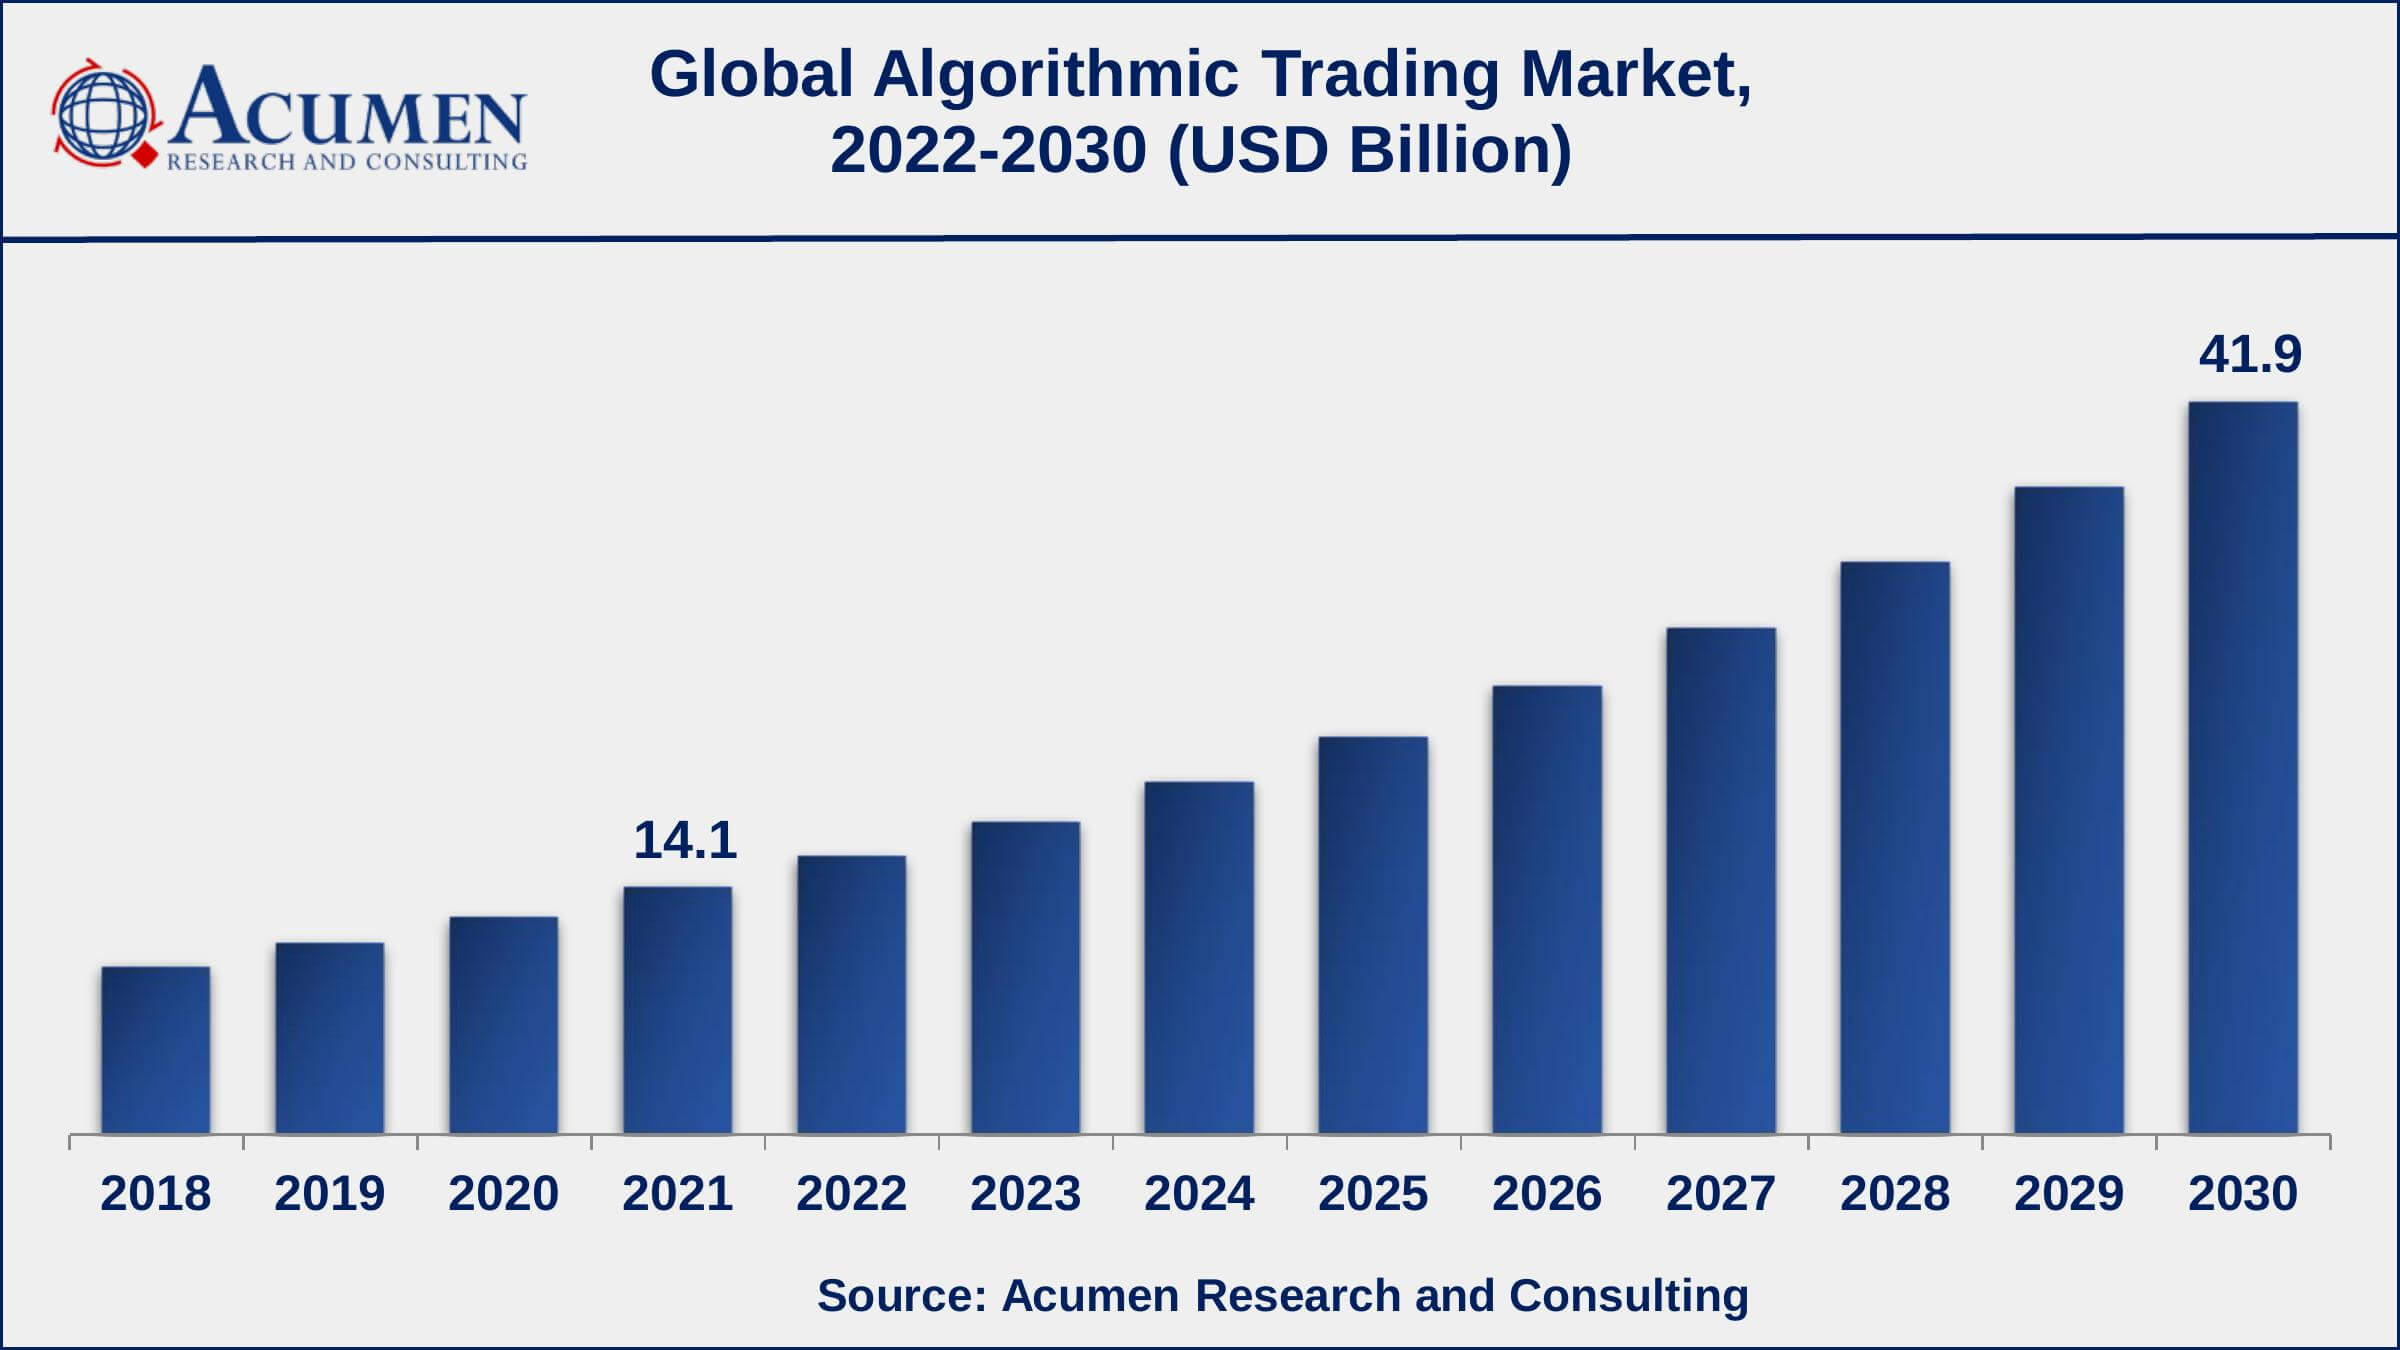 ACUMEN
RESEARCH AND CONSULTING
Global Algorithmic Trading Market,
2022-2030 (USD Billion)
41.9
14.1
2018 2019 2020 2021 2022 2023 2024 2025 2026 2027 2028 2029 2030
Source: Acumen Research and Consulting